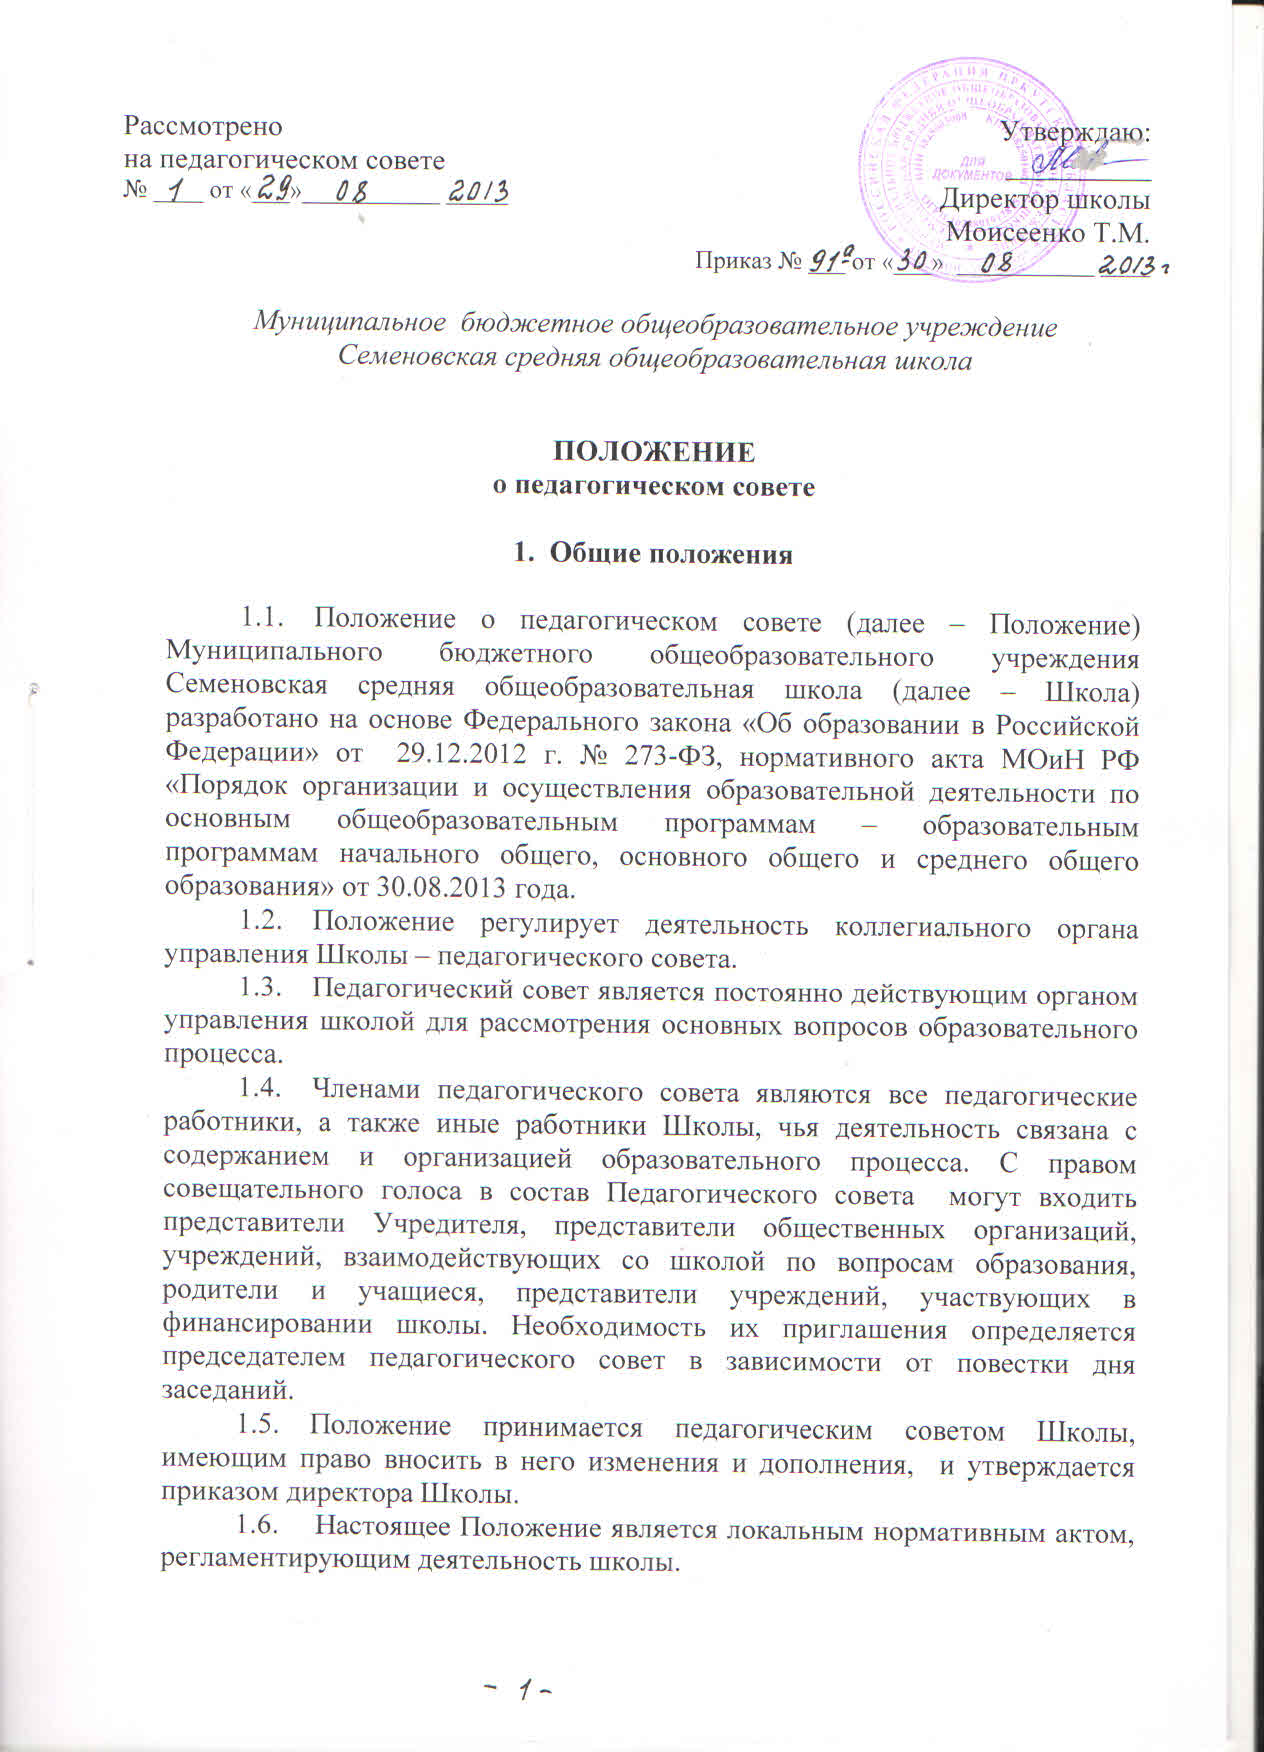 Рассмотрено
на педагогическом совете
№ 1 от «29» 08 2013
Утверждаю:
ДЛЯ
ДОКУМЕНТОВ
Директор школы
Моисеенко Т.М.
Приказ № 91а от «30» 08 2013 г
Муниципальное бюджетное общеобразовательное учреждение
Семеновская средняя общеобразовательная школа
ПОЛОЖЕНИЕ
о педагогическом совете
1. Общие положения
1.1. Положение о педагогическом совете (далее – Положение)
Муниципального бюджетного общеобразовательного учреждения
Семеновская средняя общеобразовательная школа (далее – Школа)
разработано на основе Федерального закона «Об образовании в Российской
Федерации» от 29.12.2012 г. № 273-ФЗ, нормативного акта МОиН РФ
«Порядок организации и осуществления образовательной деятельности по
основным общеобразовательным программам – образовательным
программам начального общего, основного общего и среднего общего
образования» от 30.08.2013 года.
1.2. Положение регулирует деятельность коллегиального органа
управления Школы – педагогического совета.
1.3. Педагогический совет является постоянно действующим органом
управления школой для рассмотрения основных вопросов образовательного
процесса.
1.4. Членами педагогического совета являются все педагогические
работники, а также иные работники Школы, чья деятельность связана с
содержанием и организацией образовательного процесса. С правом
совещательного голоса в состав Педагогического совета могут входить
представители Учредителя, представители общественных организаций,
учреждений, взаимодействующих со школой по вопросам образования,
родители и учащиеся, представители учреждений, участвующих в
финансировании школы. Необходимость их приглашения определяется
председателем педагогического совет в зависимости от повестки дня
заседаний.
1.5. Положение принимается педагогическим советом Школы,
имеющим право вносить в него изменения и дополнения, и утверждается
приказом директора Школы.
1.6. Настоящее Положение является локальным нормативным актом,
регламентирующим деятельность школы.
- 1 -